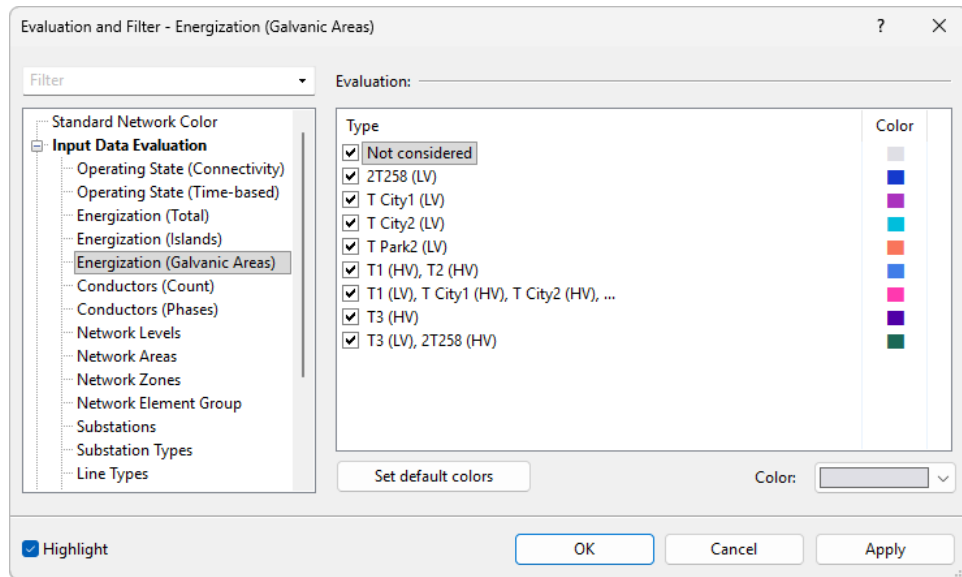 Evaluation and Filter - Energization (Galvanic Areas)
?
Filter
Standard Network Color
Input Data Evaluation
Operating State (Connectivity)
Operating State (Time-based)
Energization (Total)
Energization (Islands)
Energization (Galvanic Areas)
Conductors (Count)
Conductors (Phases)
Network Levels
Network Areas
Network Zones
Network Element Group
Substations
Substation Types
Line Types
Evaluation:
Type Color
Not considered
2T258 (LV)
T City1 (LV)
T City2 (LV)
T Park2 (LV)
T1 (HV), T2 (HV)
T1 (LV), T City1 (HV), T City2 (HV), ...
T3 (HV)
T3 (LV), 2T258 (HV)
Set default colors
Color:
Highlight
OK
Cancel
Apply